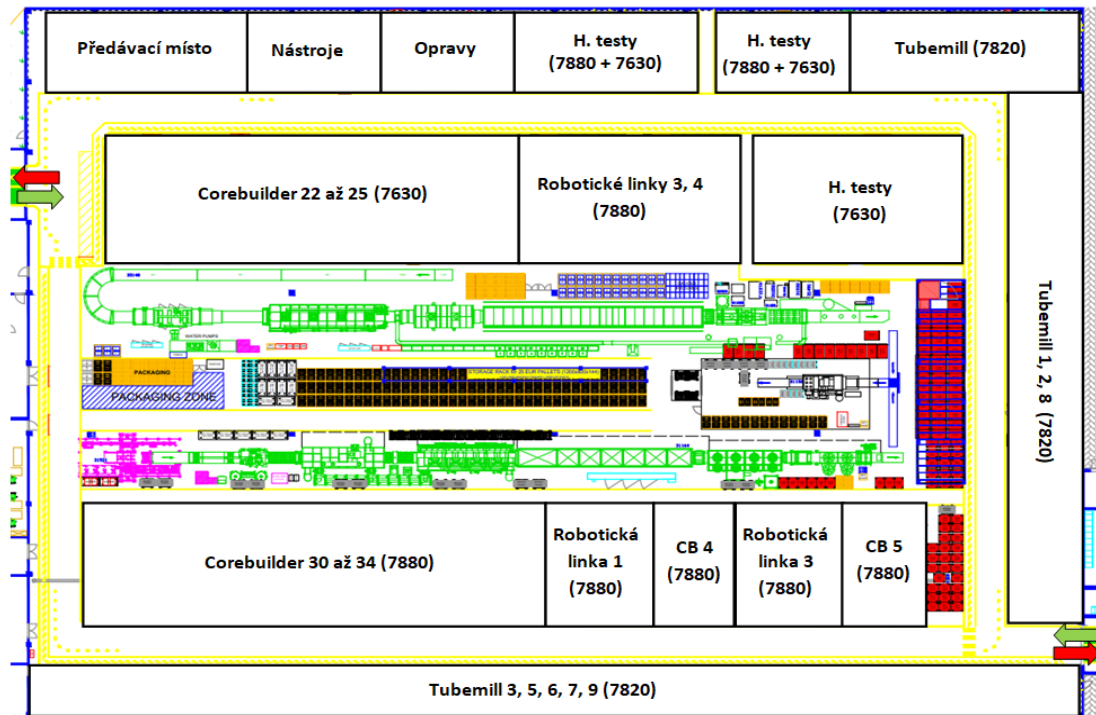 Předávací místo
Nástroje
Opravy
H. testy
(7880 + 7630)
H. testy
(7880 + 7630)
Tubemill (7820)
Corebuilder 22 až 25 (7630)
Robotické linky 3, 4
(7880)
H. testy
(7630)
Tubemill 1, 2, 8 (7820)
WATER PUMPS
PACKAGING
PACKAGING ZONE
Corebuilder 30 až 34 (7880)
Robotická
linka 1
(7880)
CB 4
(7880)
Robotická
linka 3
(7880)
CB 5
(7880)
Tubemill 3, 5, 6, 7, 9 (7820)